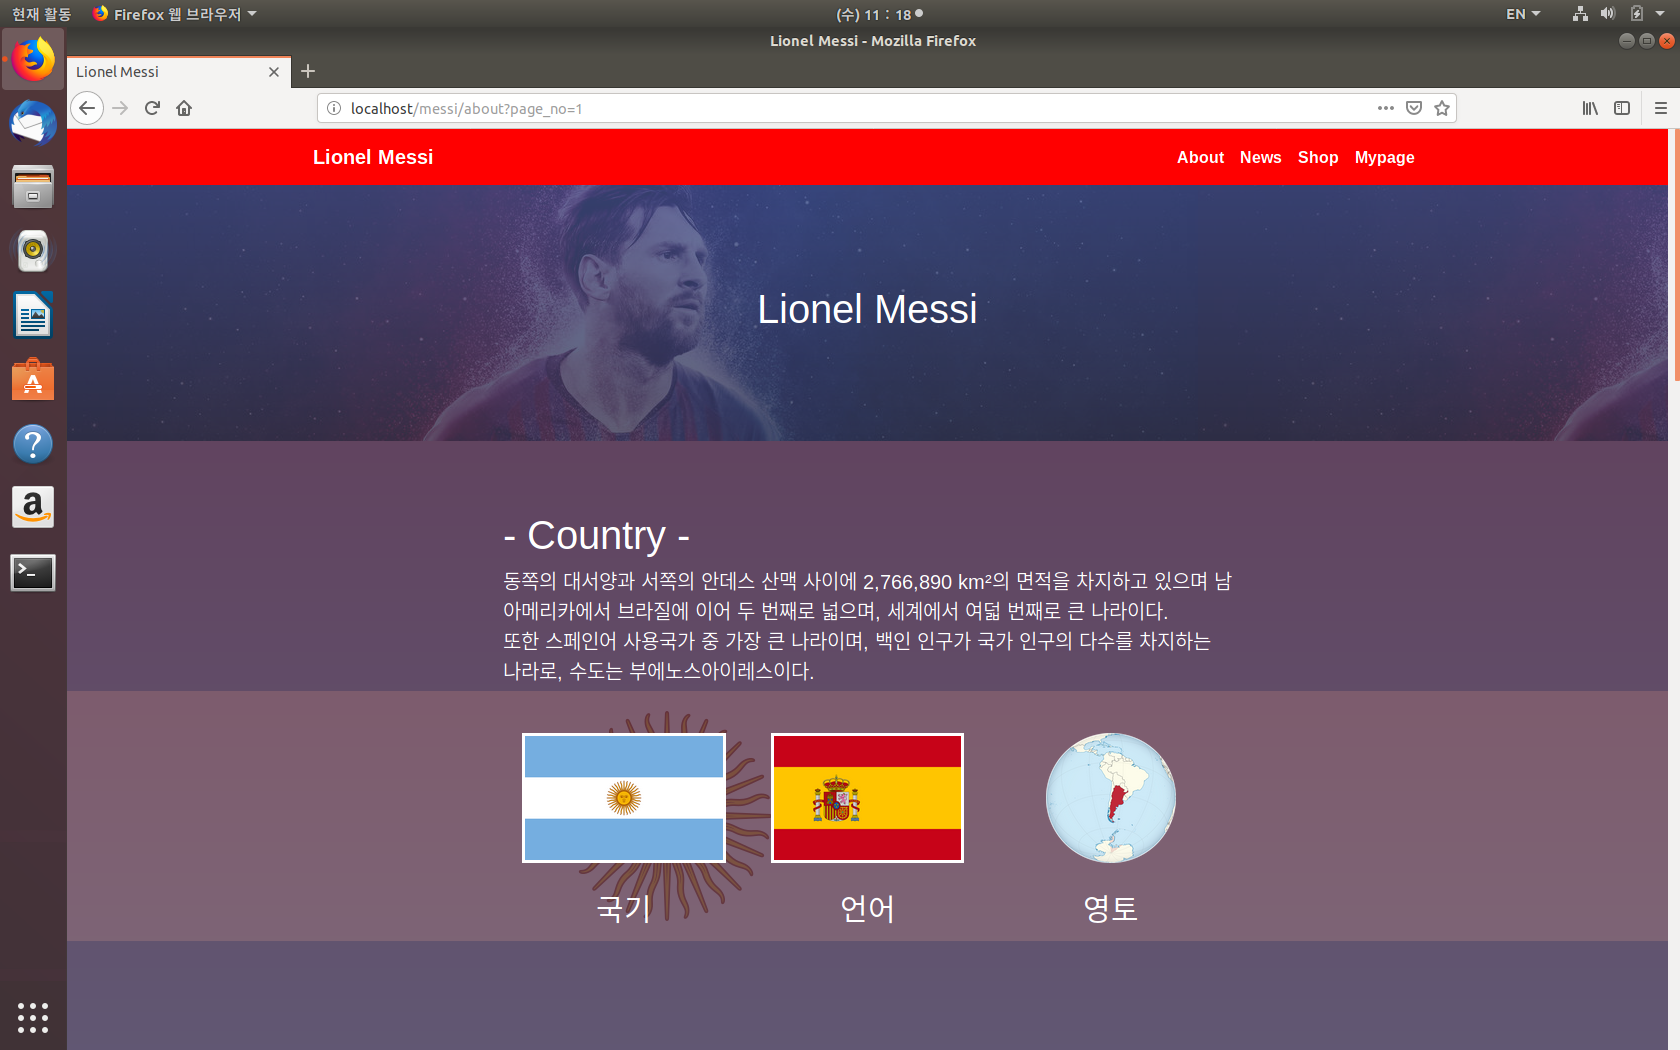 현재 활동 Firefox 웹 브라우저 (수) 11 : 18 EN
Lionel Messi - Mozilla Firefox
Lionel Messi
localhost/messi/about?page_no=1
Lionel Messi About News Shop Mypage
Lionel Messi
- Country -
동쪽의 대서양과 서쪽의 안데스 산맥 사이에 2,766,890 km²의 면적을 차지하고 있으며 남
아메리카에서 브라질에 이어 두 번째로 넓으며, 세계에서 여덟 번째로 큰 나라이다.
또한 스페인어 사용국가 중 가장 큰 나라이며, 백인 인구가 국가 인구의 다수를 차지하는
나라로, 수도는 부에노스아이레스이다.
국기 언어 영토